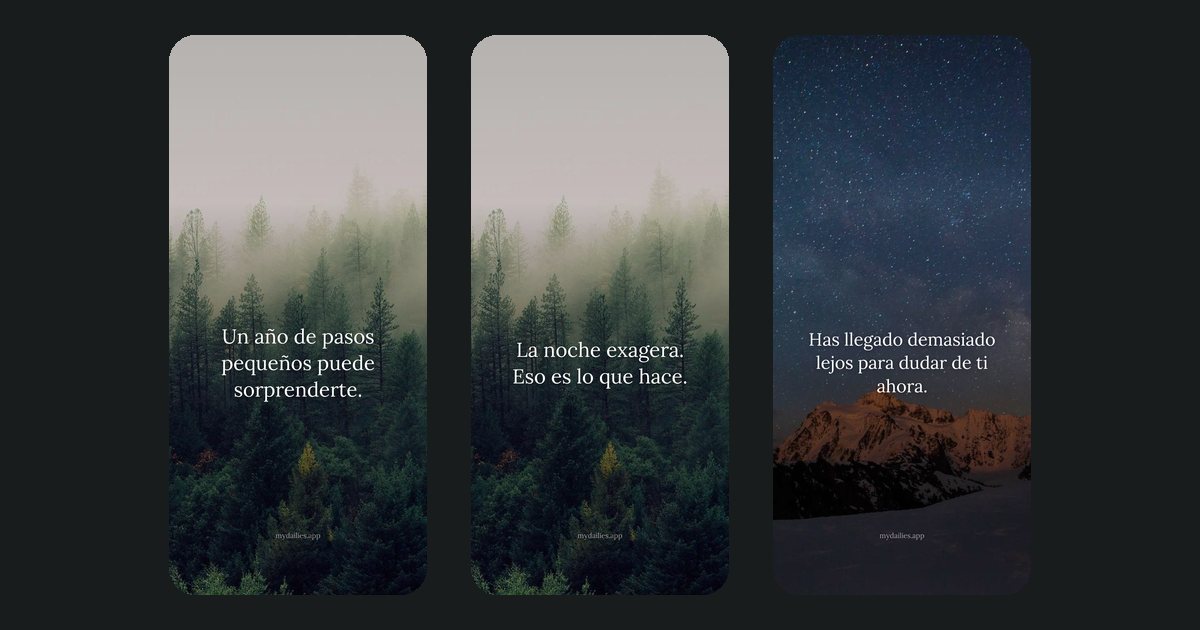 Un año de pasos
pequeños puede
sorprenderte.
mydailies.app
La noche exagera.
Eso es lo que hace.
mydailies.app
Has llegado demasiado
lejos para dudar de ti
ahora.
mydailies.app